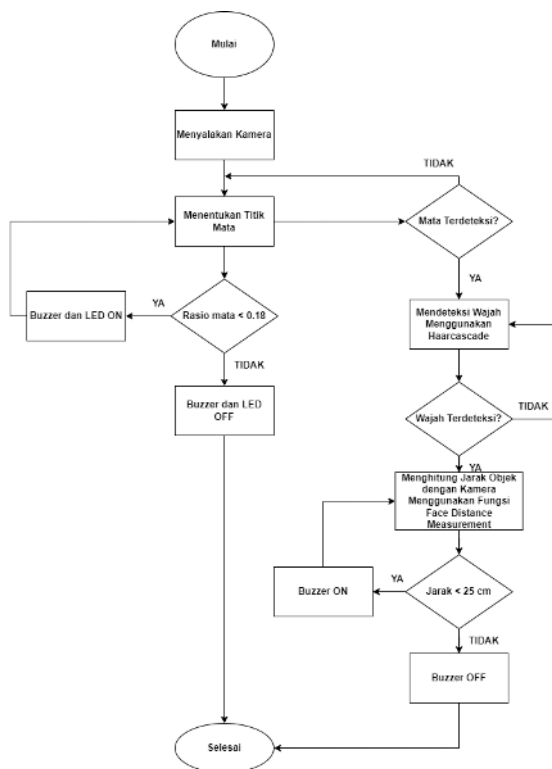 Mulai
Menyalakan Kamera
TIDAK
Menentukan Titik
Mata
Mata Terdeteksi?
YA
Buzzer dan LED ON
YA
Rasio mata < 0.18
Mendeteksi Wajah
Menggunakan
Haarcascade
TIDAK
Buzzer dan LED
OFF
Wajah Terdeteksi?
TIDAK
YA
Menghitung Jarak Objek
dengan Kamera
Menggunakan Fungsi
Face Distance
Measurement
Buzzer ON
YA
Jarak < 25 cm
TIDAK
Buzzer OFF
Selesai